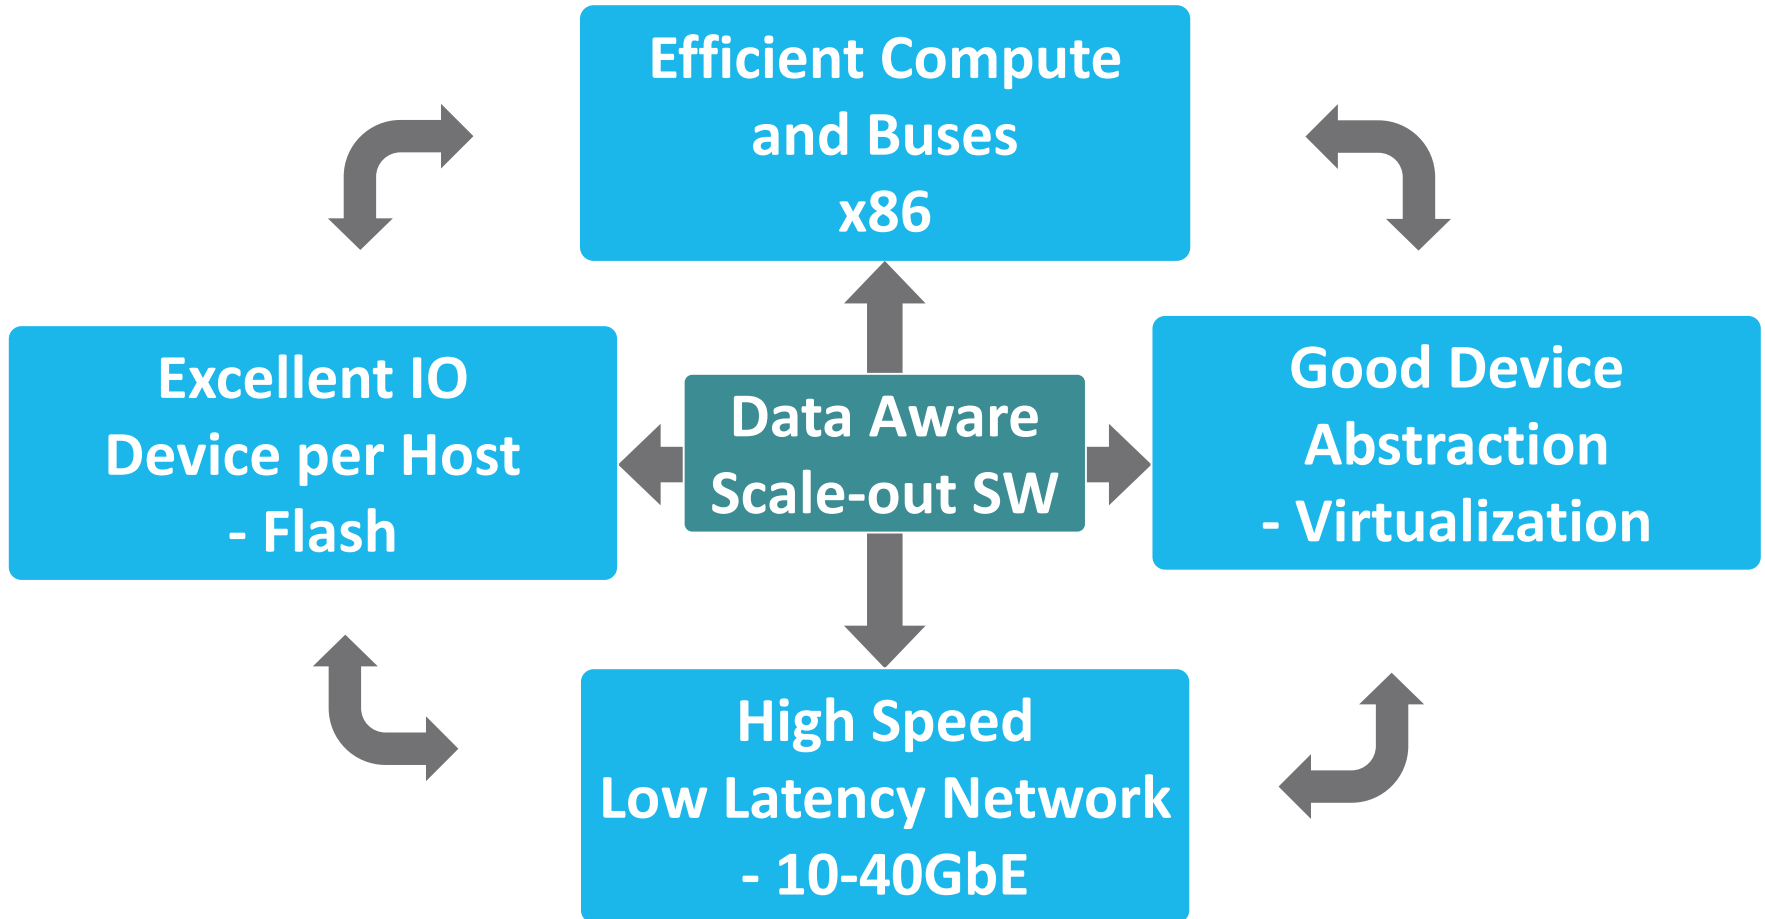 Efficient Compute
and Buses
x86
Excellent IO
Device per Host
- Flash
Data Aware
Scale-out SW
Good Device
Abstraction
- Virtualization
High Speed
Low Latency Network
- 10-40GbE